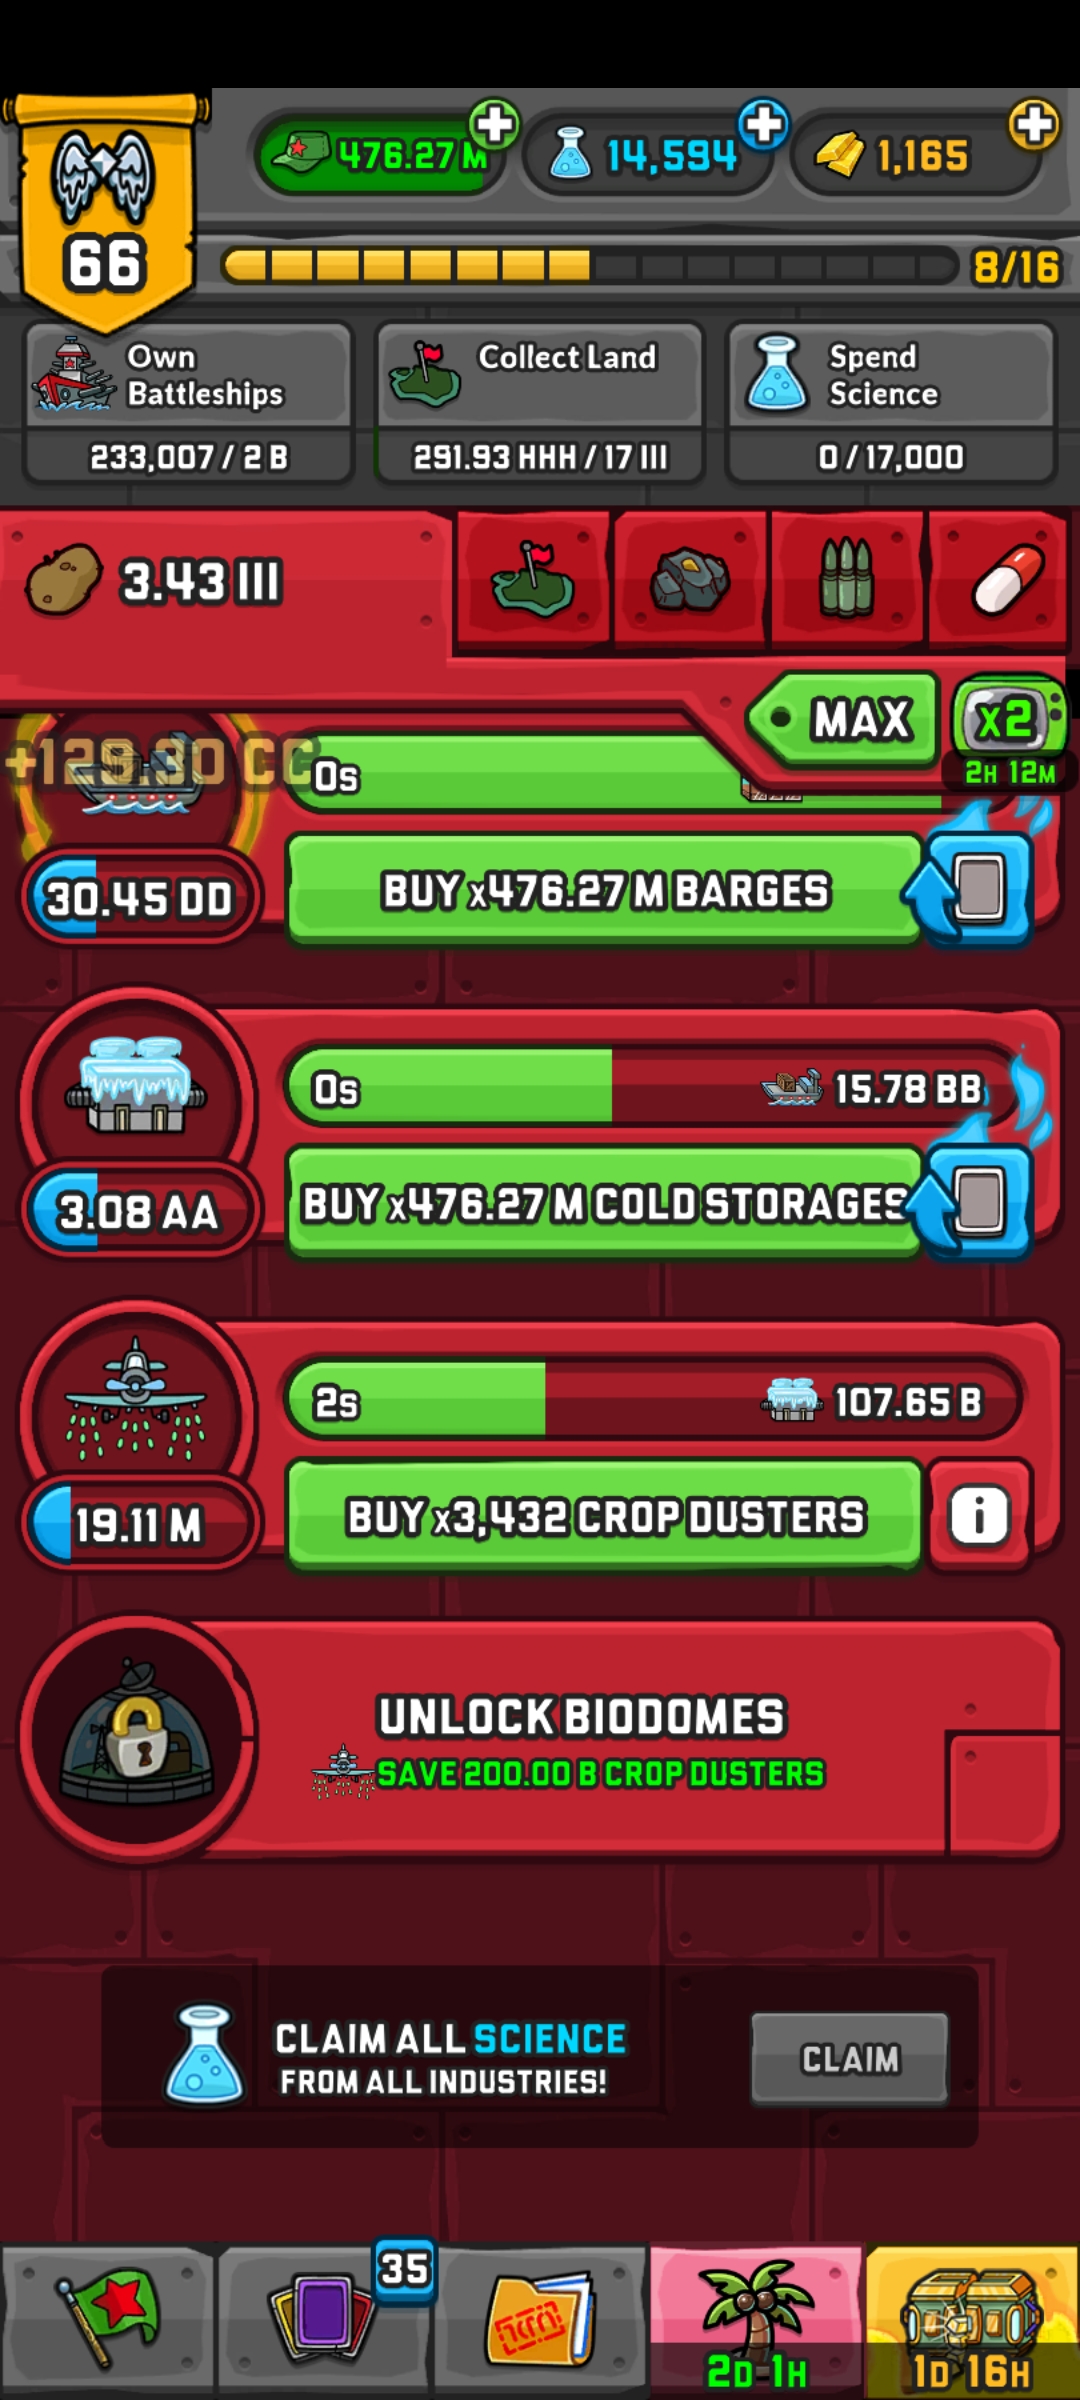 476.27 M
14,594
1,165
66
8/16
Own
Battleships
233,007 / 2 B
Collect Land
291.93 HHH / 17 III
Spend
Science
0 / 17,000
3.43 III
MAX
x2
2H 12M
+129.90 CC
0s
30.45 DD
BUY x476.27 M BARGES
0s
15.78 BB
3.08 AA
BUY x476.27 M COLD STORAGES
2s
107.65 B
19.11 M
BUY x3,432 CROP DUSTERS
i
UNLOCK BIODOMES
SAVE 200.00 B CROP DUSTERS
CLAIM ALL SCIENCE
FROM ALL INDUSTRIES!
CLAIM
35
2D 1H
1D 16H